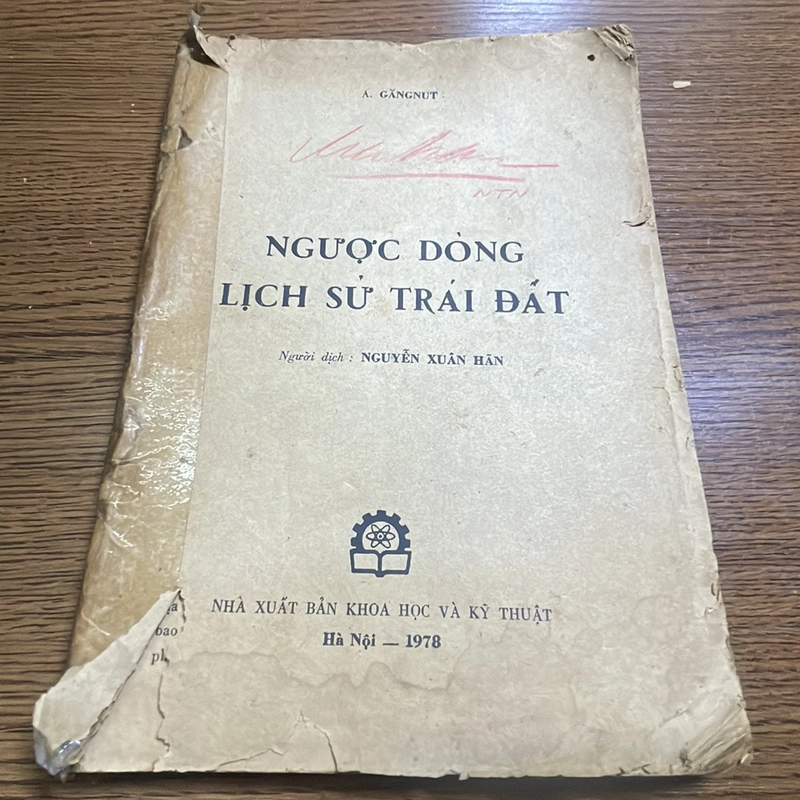 A. GĂNGNUT
NTN
NGƯỢC DÒNG
LỊCH SỬ TRÁI ĐẤT
Người dịch : NGUYỄN XUÂN HÃN
NHÀ XUẤT BẢN KHOA HỌC VÀ KỸ THUẬT
Hà Nội — 1978
bao